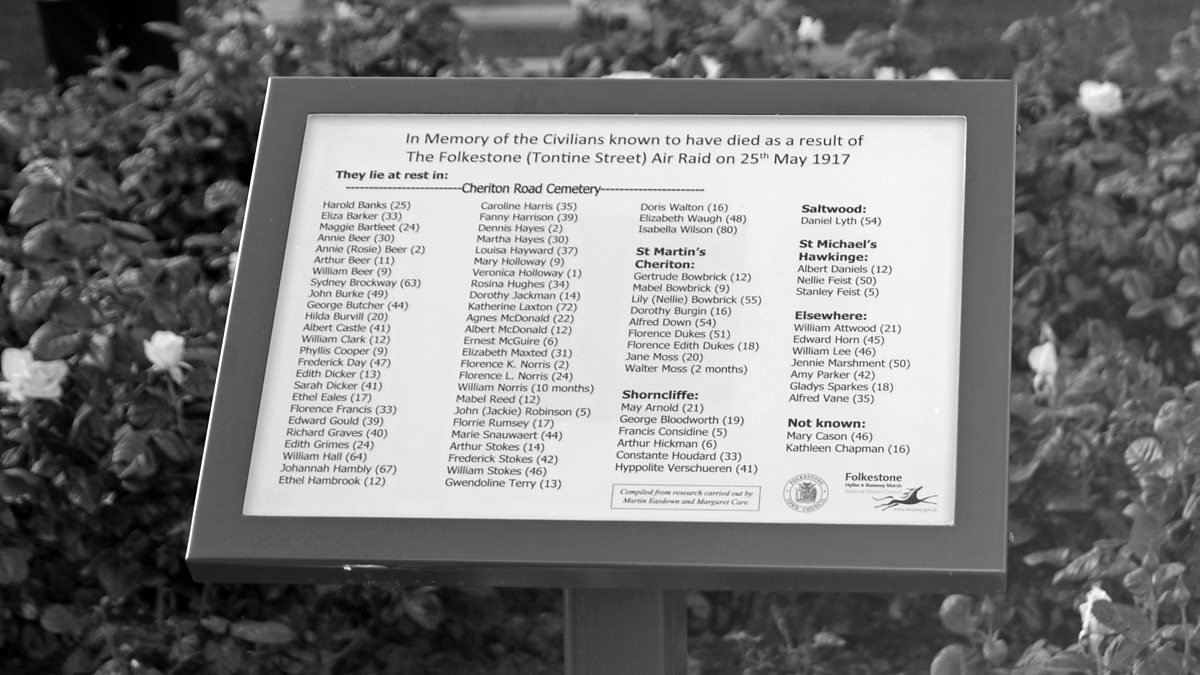 In Memory of the Civilians known to have died as a result of
The Folkestone (Tontine Street) Air Raid on 25th May 1917
They lie at rest in:
-------------------------Cheriton Road Cemetery----------------------
Harold Banks (25)
Eliza Barker (33)
Maggie Bartleet (24)
Annie Beer (30)
Annie (Rosie) Beer (2)
Arthur Beer (11)
William Beer (9)
Sydney Brockway (63)
John Burke (49)
George Butcher (44)
Hilda Burvill (20)
Albert Castle (41)
William Clark (12)
Phyllis Cooper (9)
Frederick Day (47)
Edith Dicker (13)
Sarah Dicker (41)
Ethel Eales (17)
Florence Francis (33)
Edward Gould (39)
Richard Graves (40)
Edith Grimes (24)
William Hall (64)
Johannah Hambly (67)
Ethel Hambrook (12)
Caroline Harris (35)
Fanny Harrison (39)
Dennis Hayes (2)
Martha Hayes (30)
Louisa Hayward (37)
Mary Holloway (9)
Veronica Holloway (1)
Rosina Hughes (34)
Dorothy Jackman (14)
Katherine Laxton (72)
Agnes McDonald (22)
Albert McDonald (12)
Ernest McGuire (6)
Elizabeth Maxted (31)
Florence K. Norris (2)
Florence L. Norris (24)
William Norris (10 months)
Mabel Reed (12)
John (Jackie) Robinson (5)
Florrie Rumsey (17)
Marie Snauwaert (44)
Arthur Stokes (14)
Frederick Stokes (42)
William Stokes (46)
Gwendoline Terry (13)
Doris Walton (16)
Elizabeth Waugh (48)
Isabella Wilson (80)
St Martin's
Cheriton:
Gertrude Bowbrick (12)
Mabel Bowbrick (9)
Lily (Nellie) Bowbrick (55)
Dorothy Burgin (16)
Alfred Down (54)
Florence Dukes (51)
Florence Edith Dukes (18)
Jane Moss (20)
Walter Moss (2 months)
Shorncliffe:
May Arnold (21)
George Bloodworth (19)
Francis Considine (5)
Arthur Hickman (6)
Constante Houdard (33)
Hyppolite Verschueren (41)
Compiled from research carried out by
Martin Easdown and Margaret Care
Saltwood:
Daniel Lyth (54)
St Michael's
Hawkinge:
Albert Daniels (12)
Nellie Feist (50)
Stanley Feist (5)
Elsewhere:
William Attwood (21)
Edward Horn (45)
William Lee (46)
Jennie Marshment (50)
Amy Parker (42)
Gladys Sparkes (18)
Alfred Vane (35)
Not known:
Mary Cason (46)
Kathleen Chapman (16)
FOLKESTONE
TOWN COUNCIL
Folkestone
Hythe & Romney Marsh
Shepway District Council
www.shepway.gov.uk